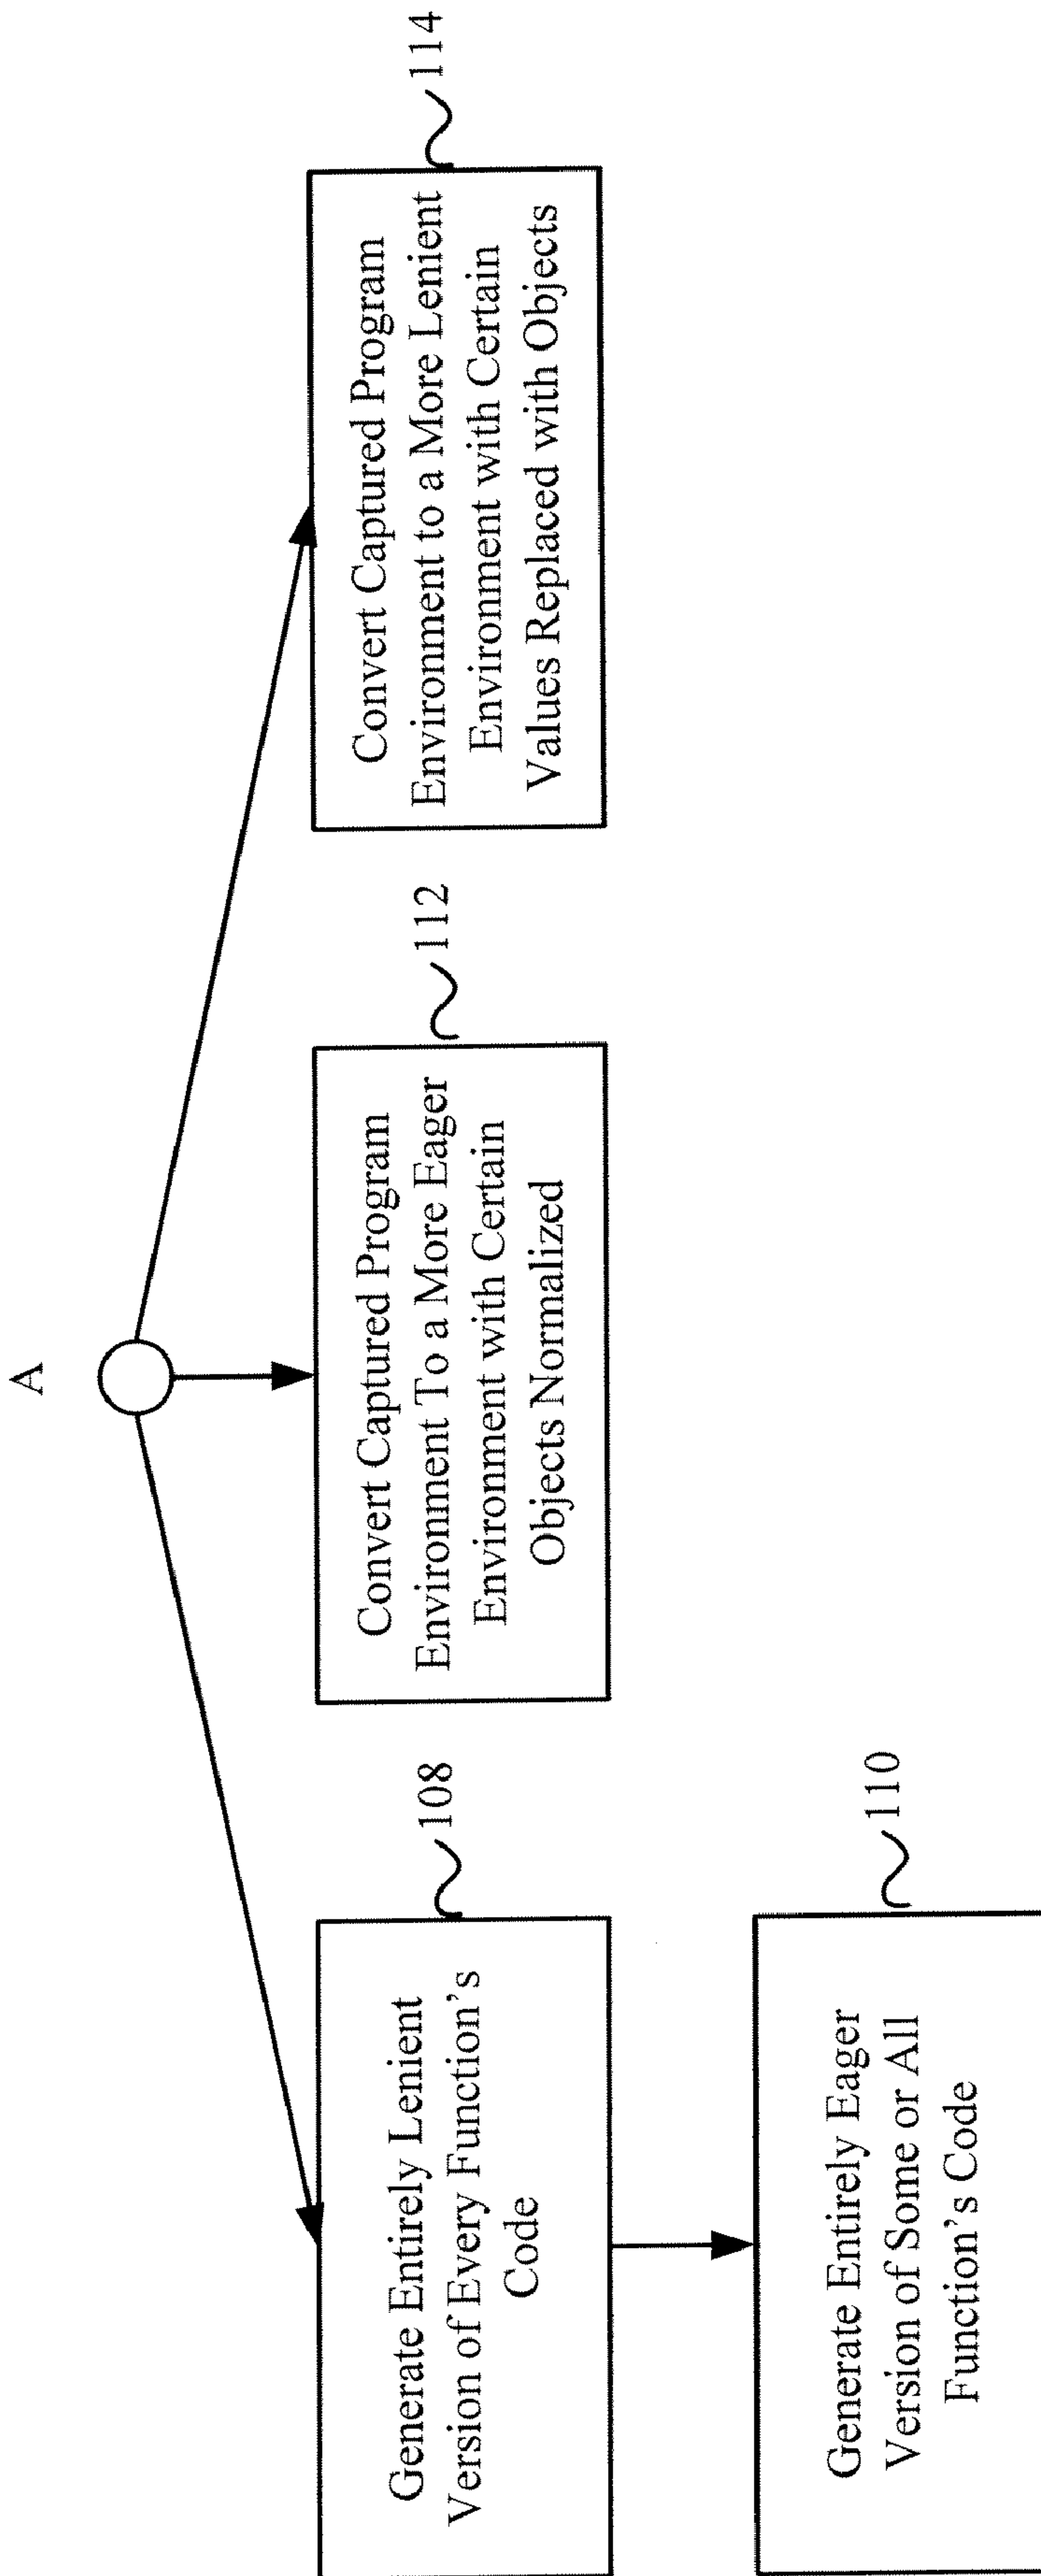 A
Generate Entirely Lenient
Version of Every Function's
Code
108
Convert Captured Program
Environment To a More Eager
Environment with Certain
Objects Normalized
112
Convert Captured Program
Environment to a More Lenient
Environment with Certain
Values Replaced with Objects
114
Generate Entirely Eager
Version of Some or All
Function's Code
110